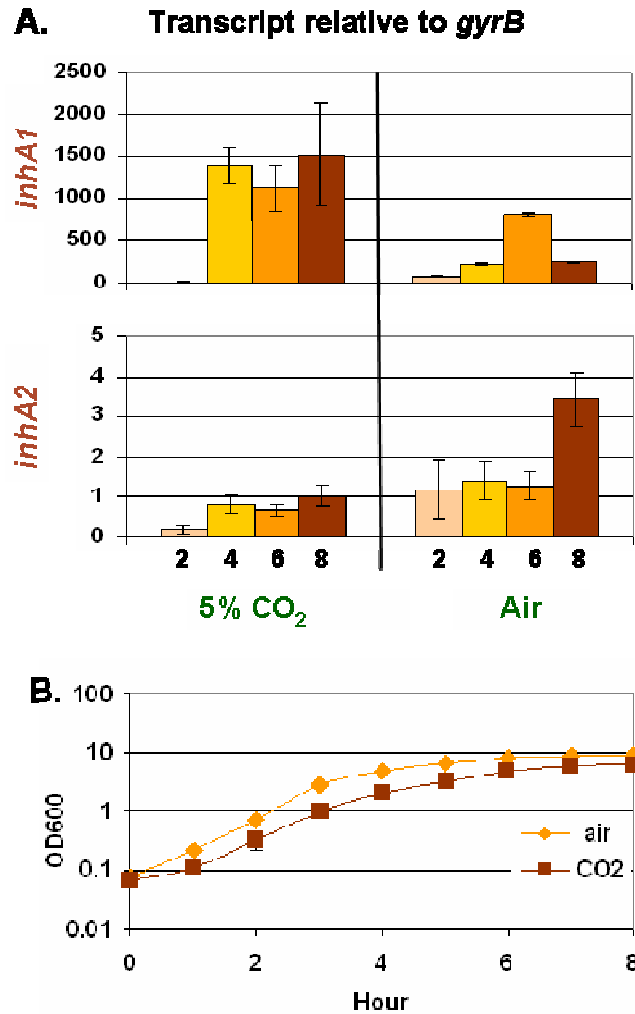 A. Transcript relative to gyrB
inhA1
2500
2000
1500
1000
500
0
inhA2
5
4
3
2
1
0
2 4 6 8 2 4 6 8
5% CO₂ Air
B.
OD600
100
10
1
0.1
0.01
air
CO2
0 2 4 6 8
Hour